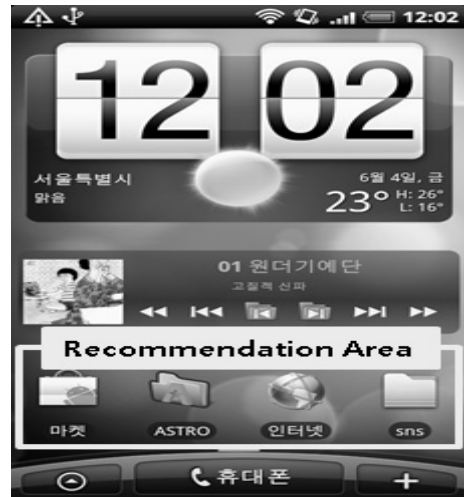 12:02
12 02
서울특별시
맑음
6월 4일, 금
23° H: 26°
L: 16°
01 원더기예단
고질적 신파
Recommendation Area
마켓 ASTRO 인터넷 sns
휴대폰